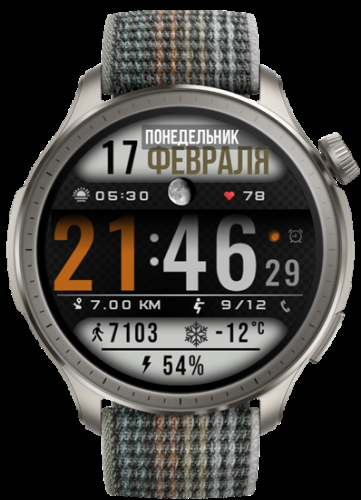 ПОНЕДЕЛЬНИК
17 ФЕВРАЛЯ
05:30 78
21:46 29
7.00 KM 9/12
7103 -12°C
54%